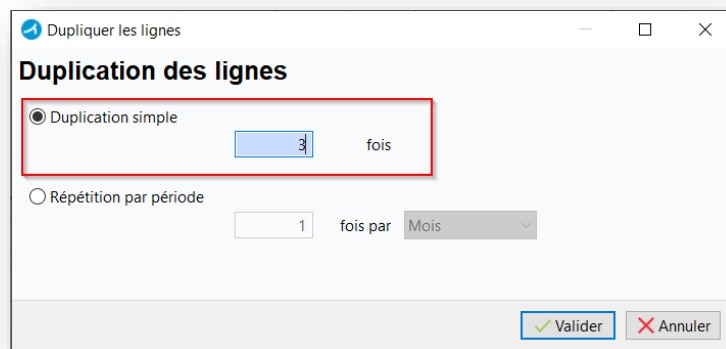 Dupliquer les lignes
Duplication des lignes
Duplication simple
3 fois
Répétition par période
1 fois par Mois
Valider Annuler